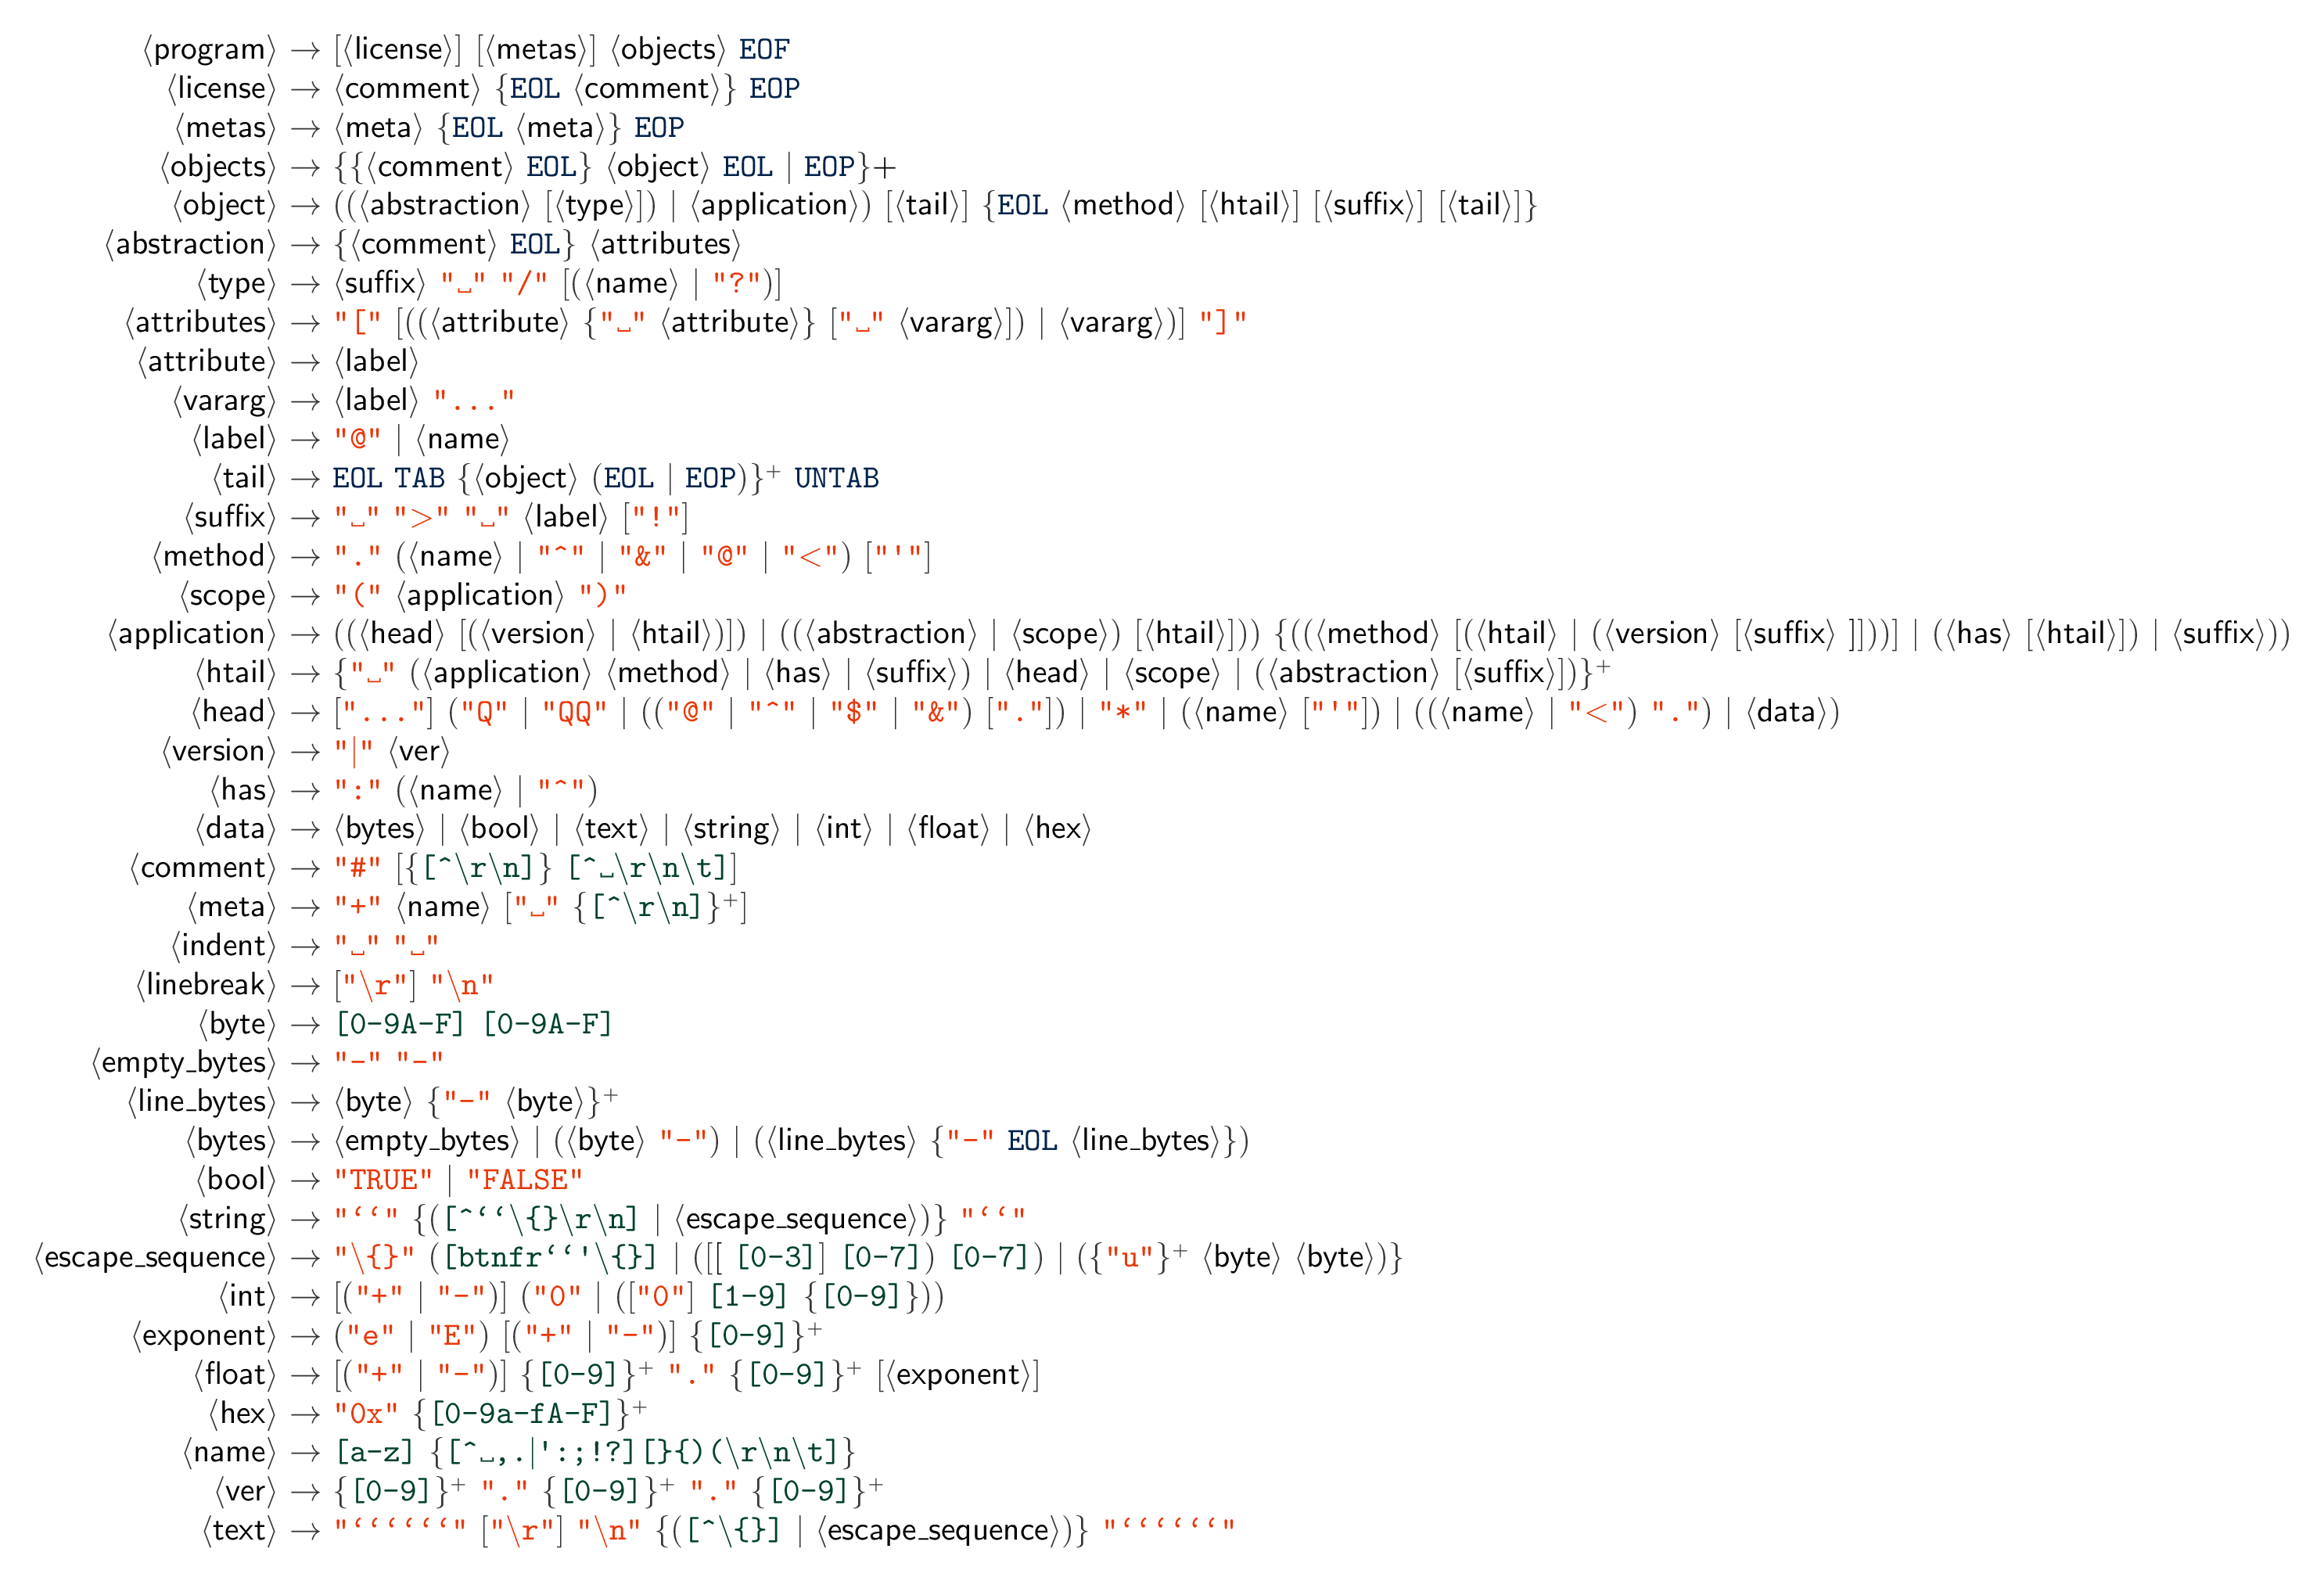 ⟨program⟩ → [⟨license⟩] [⟨metas⟩] ⟨objects⟩ EOF
⟨license⟩ → ⟨comment⟩ {EOL ⟨comment⟩} EOP
⟨metas⟩ → ⟨meta⟩ {EOL ⟨meta⟩} EOP
⟨objects⟩ → {{⟨comment⟩ EOL} ⟨object⟩ EOL | EOP}+
⟨object⟩ → ((⟨abstraction⟩ [⟨type⟩]) | ⟨application⟩) [⟨tail⟩] {EOL ⟨method⟩ [⟨htail⟩] [⟨suffix⟩] [⟨tail⟩]}
⟨abstraction⟩ → {⟨comment⟩ EOL} ⟨attributes⟩
⟨type⟩ → ⟨suffix⟩ "␣" "/" [(⟨name⟩ | "?")]
⟨attributes⟩ → "[" [((⟨attribute⟩ {"␣" ⟨attribute⟩} ["␣" ⟨vararg⟩]) | ⟨vararg⟩)] "]"
⟨attribute⟩ → ⟨label⟩
⟨vararg⟩ → ⟨label⟩ "..."
⟨label⟩ → "@" | ⟨name⟩
⟨tail⟩ → EOL TAB {⟨object⟩ (EOL | EOP)}⁺ UNTAB
⟨suffix⟩ → "␣" ">" "␣" ⟨label⟩ ["!"]
⟨method⟩ → "." (⟨name⟩ | "^" | "&" | "@" | "<") ["'"]
⟨scope⟩ → "(" ⟨application⟩ ")"
⟨application⟩ → ((⟨head⟩ [(⟨version⟩ | ⟨htail⟩)]) | ((⟨abstraction⟩ | ⟨scope⟩) [⟨htail⟩])) {((⟨method⟩ [(⟨htail⟩ | (⟨version⟩ [⟨suffix⟩ ]]))] | (⟨has⟩ [⟨htail⟩]) | ⟨suffix⟩))
⟨htail⟩ → {"␣" (⟨application⟩ ⟨method⟩ | ⟨has⟩ | ⟨suffix⟩) | ⟨head⟩ | ⟨scope⟩ | (⟨abstraction⟩ [⟨suffix⟩])}⁺
⟨head⟩ → ["..."] ("Q" | "QQ" | (("@" | "^" | "$" | "&") ["."]) | "*" | (⟨name⟩ ["'"]) | ((⟨name⟩ | "<") ".") | ⟨data⟩)
⟨version⟩ → "|" ⟨ver⟩
⟨has⟩ → ":" (⟨name⟩ | "^")
⟨data⟩ → ⟨bytes⟩ | ⟨bool⟩ | ⟨text⟩ | ⟨string⟩ | ⟨int⟩ | ⟨float⟩ | ⟨hex⟩
⟨comment⟩ → "#" [{[^\r\n]} [^␣\r\n\t]]
⟨meta⟩ → "+" ⟨name⟩ ["␣" {[^\r\n]}⁺]
⟨indent⟩ → "␣" "␣"
⟨linebreak⟩ → ["\r"] "\n"
⟨byte⟩ → [0-9A-F] [0-9A-F]
⟨empty_bytes⟩ → "-" "-"
⟨line_bytes⟩ → ⟨byte⟩ {"-" ⟨byte⟩}⁺
⟨bytes⟩ → ⟨empty_bytes⟩ | (⟨byte⟩ "-") | (⟨line_bytes⟩ {"-" EOL ⟨line_bytes⟩})
⟨bool⟩ → "TRUE" | "FALSE"
⟨string⟩ → "‘‘" {([^‘‘\{}\r\n] | ⟨escape_sequence⟩)} "‘‘"
⟨escape_sequence⟩ → "\{}" ([btnfr‘‘'\{}] | ([[ [0-3]] [0-7]) [0-7]) | ({"u"}⁺ ⟨byte⟩ ⟨byte⟩)}
⟨int⟩ → [("+" | "-")] ("0" | (["0"] [1-9] {[0-9]}))
⟨exponent⟩ → ("e" | "E") [("+" | "-")] {[0-9]}⁺
⟨float⟩ → [("+" | "-")] {[0-9]}⁺ "." {[0-9]}⁺ [⟨exponent⟩]
⟨hex⟩ → "0x" {[0-9a-fA-F]}⁺
⟨name⟩ → [a-z] {[^␣,.|':;!?][}{)(\r\n\t]}
⟨ver⟩ → {[0-9]}⁺ "." {[0-9]}⁺ "." {[0-9]}⁺
⟨text⟩ → "‘‘‘‘‘‘" ["\r"] "\n" {([^\{}] | ⟨escape_sequence⟩)} "‘‘‘‘‘‘"